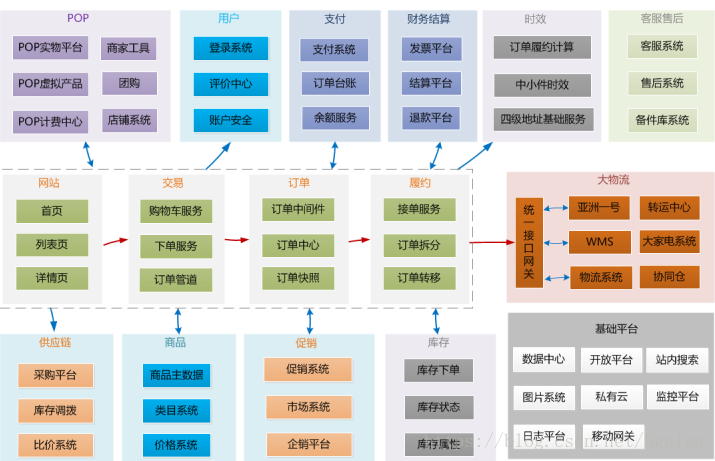 POP
POP实物平台
商家工具
POP虚拟产品
团购
POP计费中心
店铺系统
用户
登录系统
评价中心
账户安全
支付
支付系统
订单台账
余额服务
财务结算
发票平台
结算平台
退款平台
时效
订单履约计算
中小件时效
四级地址基础服务
客服售后
客服系统
售后系统
备件库系统
网站
首页
列表页
详情页
交易
购物车服务
下单服务
订单管道
订单
订单中间件
订单中心
订单快照
履约
接单服务
订单拆分
订单转移
大物流
统一接口网关
亚洲一号
转运中心
WMS
大家电系统
物流系统
协同仓
供应链
采购平台
库存调拨
比价系统
商品
商品主数据
类目系统
价格系统
促销
促销系统
市场系统
企销平台
库存
库存下单
库存状态
库存属性
基础平台
数据中心
开放平台
站内搜索
图片系统
私有云
监控平台
日志平台
移动网关